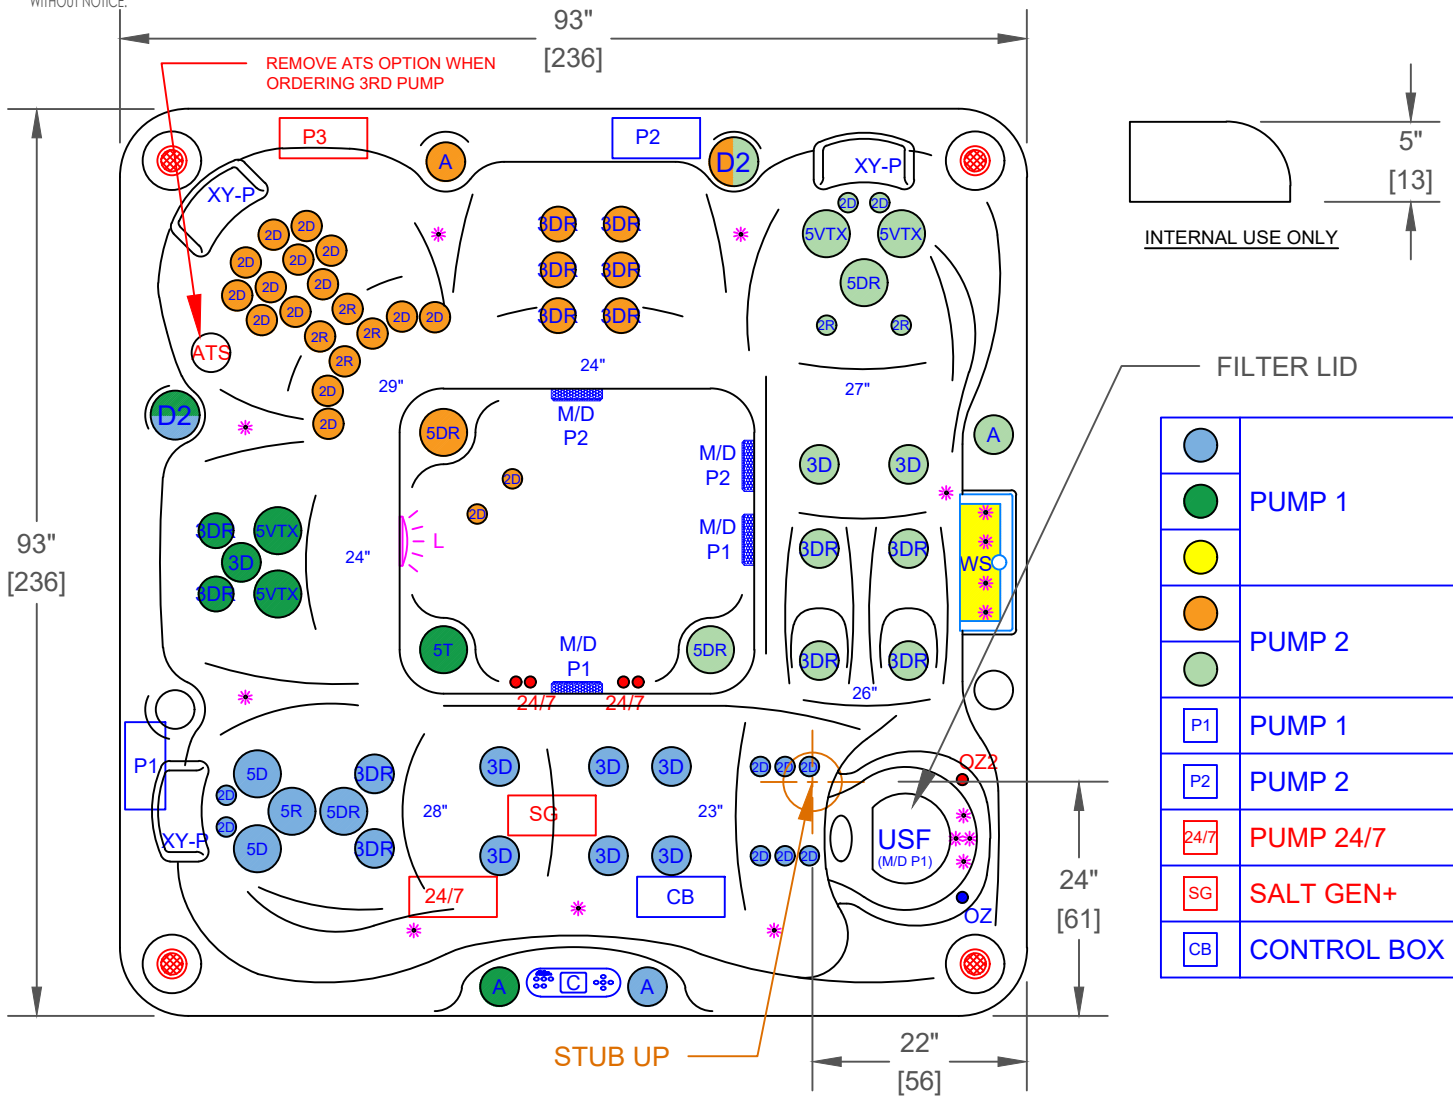 WITHOUT NOTICE.
93"
[236]
REMOVE ATS OPTION WHEN
ORDERING 3RD PUMP
P3
A
P2
D2
XY-P
XY-P
5"
[13]
INTERNAL USE ONLY
2D
2D
2D
2D
2D
2D
2D
2D
2D
2D
2D
2R
2R
2R
2R
2D
2D
2D
2D
ATS
3DR
3DR
3DR
3DR
3DR
3DR
2D
2D
5VTX
5VTX
5DR
2R
2R
24"
29"
27"
FILTER LID
D2
5DR
M/D
P2
M/D
P2
M/D
P1
2D
2D
3D
3D
A
3DR
3DR
3DR
3DR
WS
93"
[236]
3DR
5VTX
3D
3DR
5VTX
24"
L
5T
M/D
P1
5DR
24/7
24/7
26"
PUMP 1
PUMP 2
P1
PUMP 1
P2
PUMP 2
24/7
PUMP 24/7
SG
SALT GEN+
CB
CONTROL BOX
P1
XY-P
5D
2D
2D
5D
5R
5DR
3DR
3DR
28"
3D
3D
3D
SG
3D
3D
3D
23"
2D
2D
2D
2D
2D
2D
OZ2
USF
(M/D P1)
OZ
24/7
CB
24"
[61]
A
C
A
STUB UP
22"
[56]